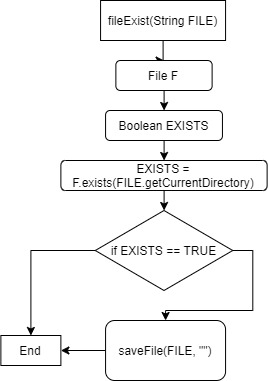 fileExist(String FILE)
File F
Boolean EXISTS
EXISTS =
F.exists(FILE.getCurrentDirectory)
if EXISTS == TRUE
End
saveFile(FILE, "")